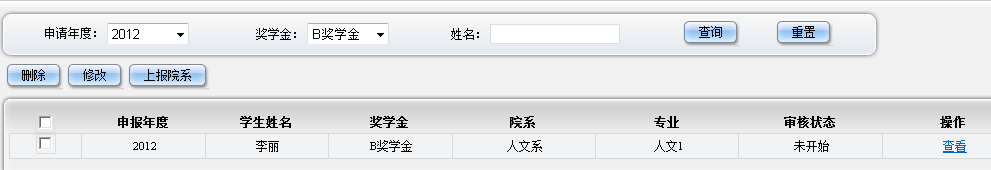 申请年度： 2012 奖学金： B奖学金 姓名： 查询 重置
删除 修改 上报院系
申报年度 学生姓名 奖学金 院系 专业 审核状态 操作
2012 李丽 B奖学金 人文系 人文1 未开始 查看